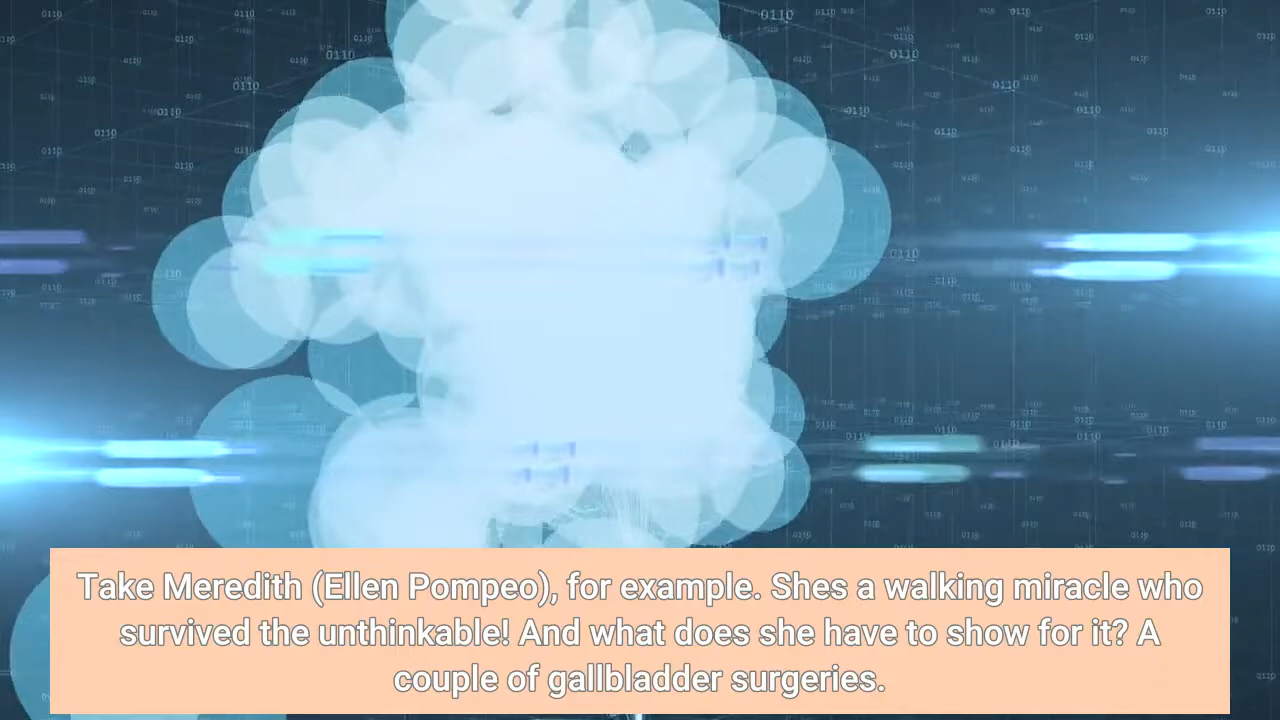 Take Meredith (Ellen Pompeo), for example. Shes a walking miracle who
survived the unthinkable! And what does she have to show for it? A
couple of gallbladder surgeries.